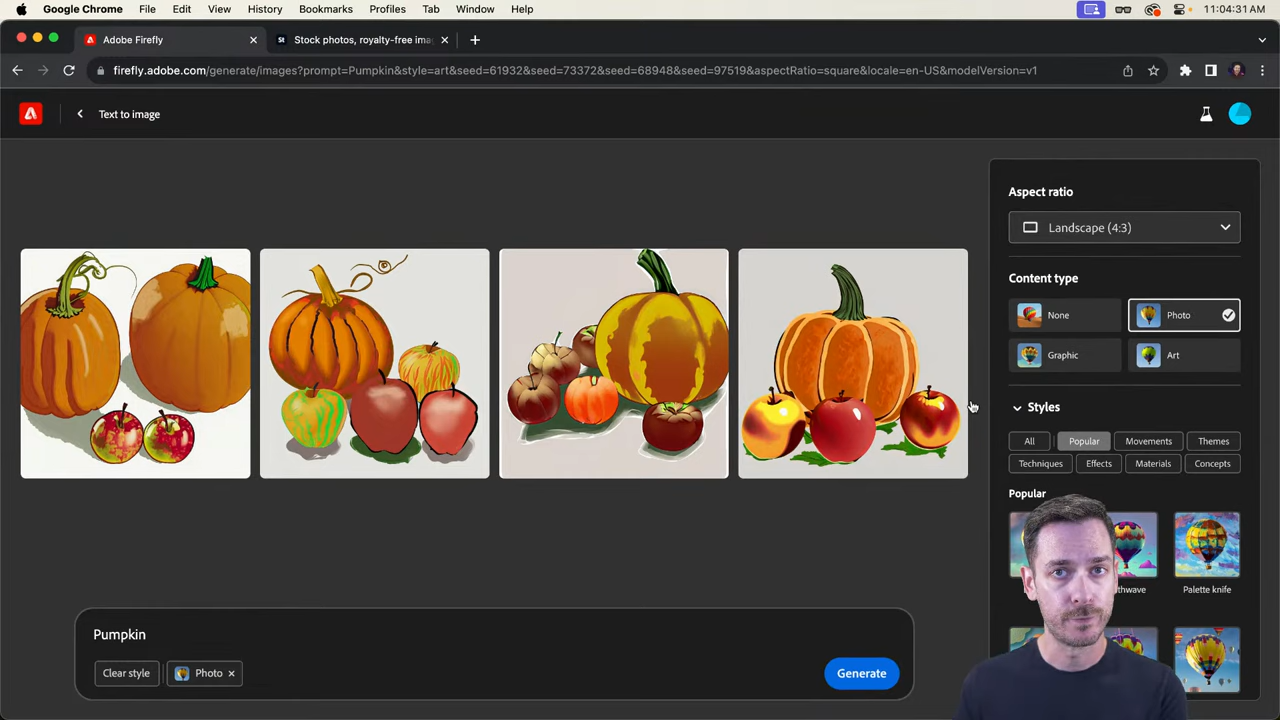 Google Chrome File Edit View History Bookmarks Profiles Tab Window Help 11:04:31 AM
Adobe Firefly St Stock photos, royalty-free ima
firefly.adobe.com/generate/images?prompt=Pumpkin&style=art&seed=61932&seed=73372&seed=68948&seed=97519&aspectRatio=square&locale=en-US&modelVersion=v1
Text to image
Aspect ratio
Landscape (4:3)
Content type
None Photo
Graphic Art
Styles
All Popular Movements Themes
Techniques Effects Materials Concepts
Popular
Palette knife
Pumpkin
Clear style Photo
Generate